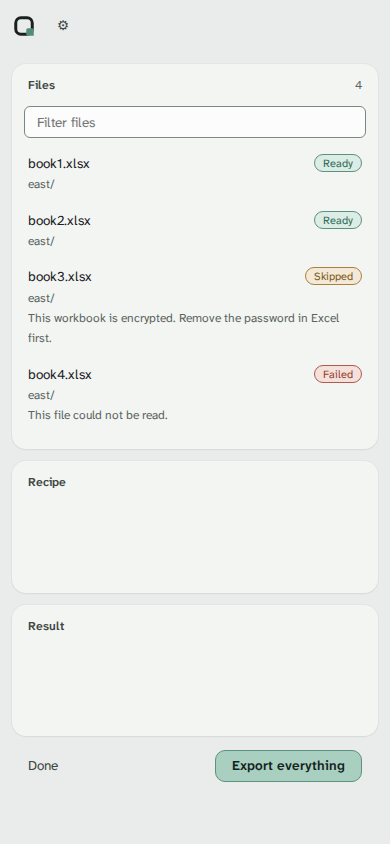 Files
4
Filter files
book1.xlsx
Ready
east/
book2.xlsx
Ready
east/
book3.xlsx
Skipped
east/
This workbook is encrypted. Remove the password in Excel
first.
book4.xlsx
Failed
east/
This file could not be read.
Recipe
Result
Done
Export everything